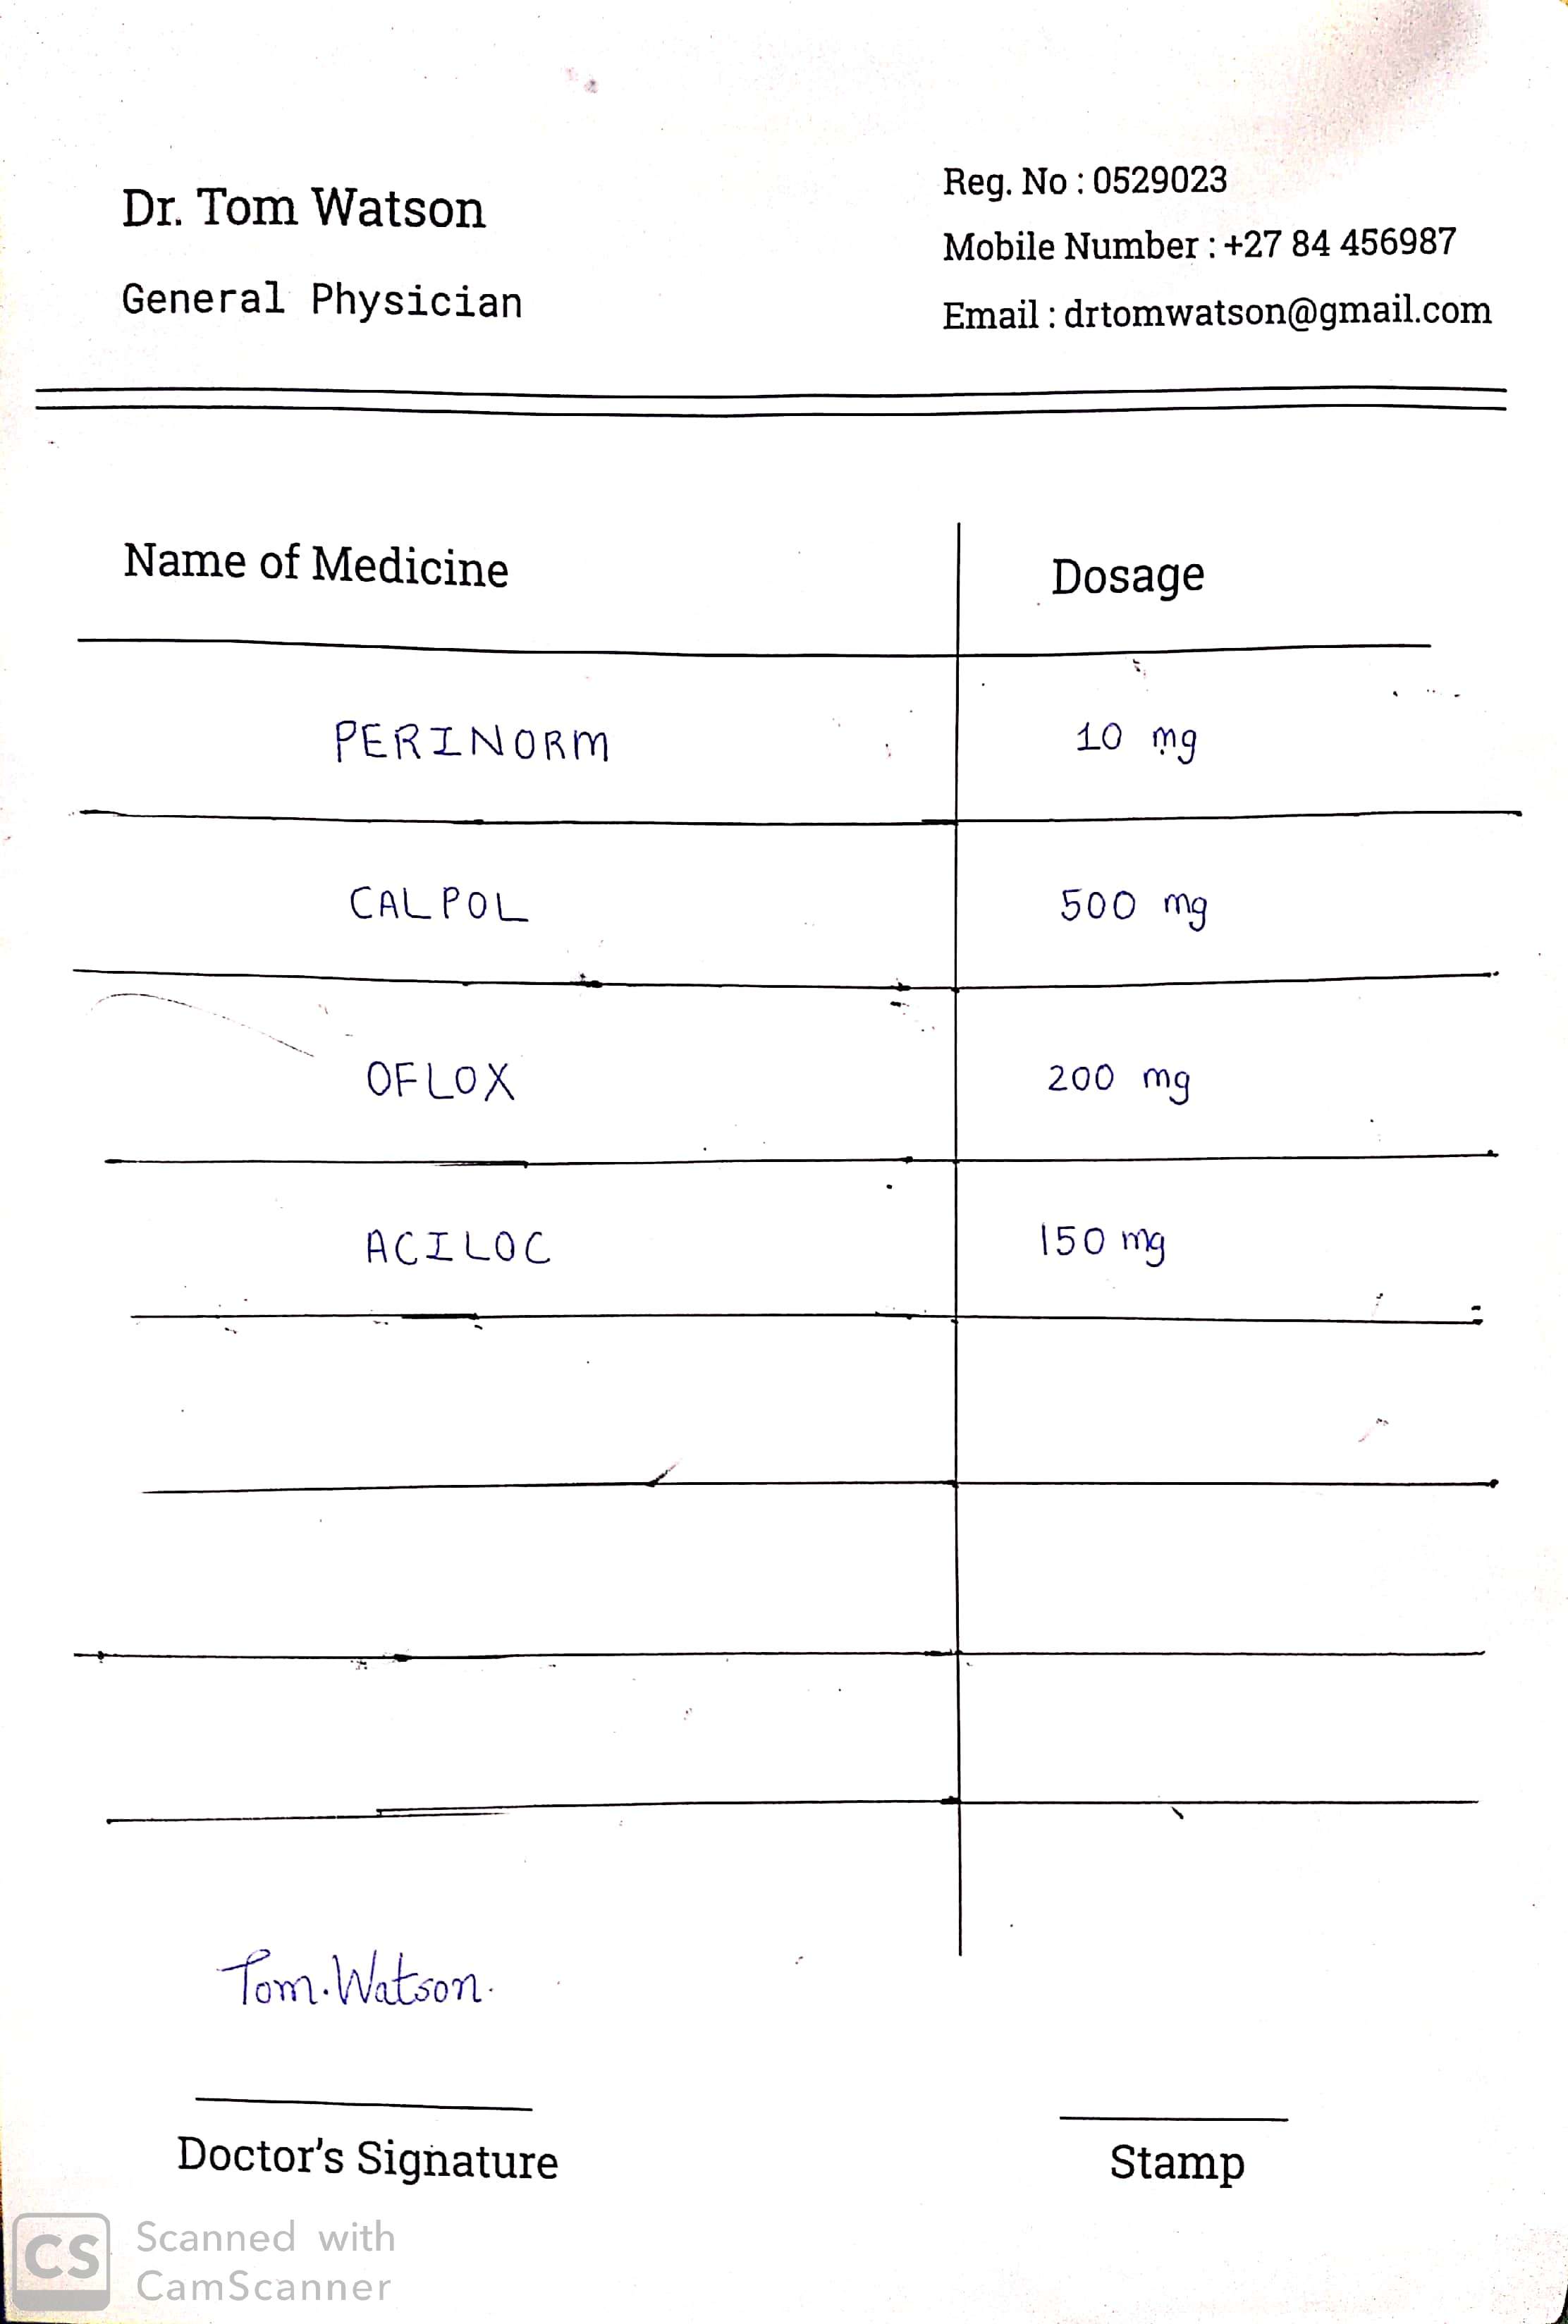 Dr. Tom Watson
General Physician
Reg. No : 0529023
Mobile Number : +27 84 456987
Email : drtomwatson@gmail.com
Name of Medicine Dosage
PERINORM 10 mg
CALPOL 500 mg
OFLOX 200 mg
ACILOC 150 mg
Tom. Watson.
Doctor's Signature Stamp
CS Scanned with
CamScanner